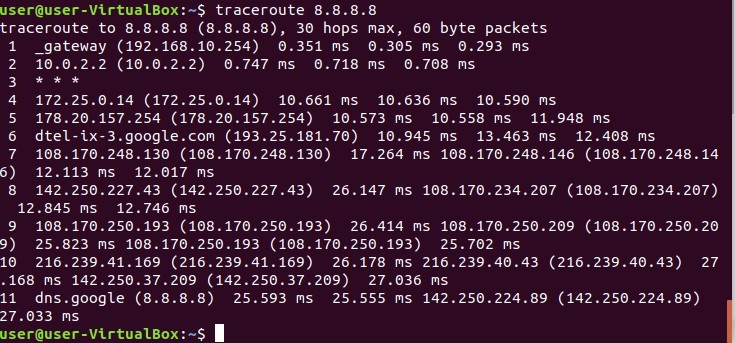 user@user-VirtualBox:~$ traceroute 8.8.8.8
traceroute to 8.8.8.8 (8.8.8.8), 30 hops max, 60 byte packets
 1  _gateway (192.168.10.254)  0.351 ms  0.305 ms  0.293 ms
 2  10.0.2.2 (10.0.2.2)  0.747 ms  0.718 ms  0.708 ms
 3  * * *
 4  172.25.0.14 (172.25.0.14)  10.661 ms  10.636 ms  10.590 ms
 5  178.20.157.254 (178.20.157.254)  10.573 ms  10.558 ms  11.948 ms
 6  dtel-ix-3.google.com (193.25.181.70)  10.945 ms  13.463 ms  12.408 ms
 7  108.170.248.130 (108.170.248.130)  17.264 ms 108.170.248.146 (108.170.248.14
6)  12.113 ms  12.017 ms
 8  142.250.227.43 (142.250.227.43)  26.147 ms 108.170.234.207 (108.170.234.207)
  12.845 ms  12.746 ms
 9  108.170.250.193 (108.170.250.193)  26.414 ms 108.170.250.209 (108.170.250.20
9)  25.823 ms 108.170.250.193 (108.170.250.193)  25.702 ms
10  216.239.41.169 (216.239.41.169)  26.178 ms 216.239.40.43 (216.239.40.43)  27
.168 ms 142.250.37.209 (142.250.37.209)  27.036 ms
11  dns.google (8.8.8.8)  25.593 ms  25.555 ms 142.250.224.89 (142.250.224.89)
27.033 ms
user@user-VirtualBox:~$